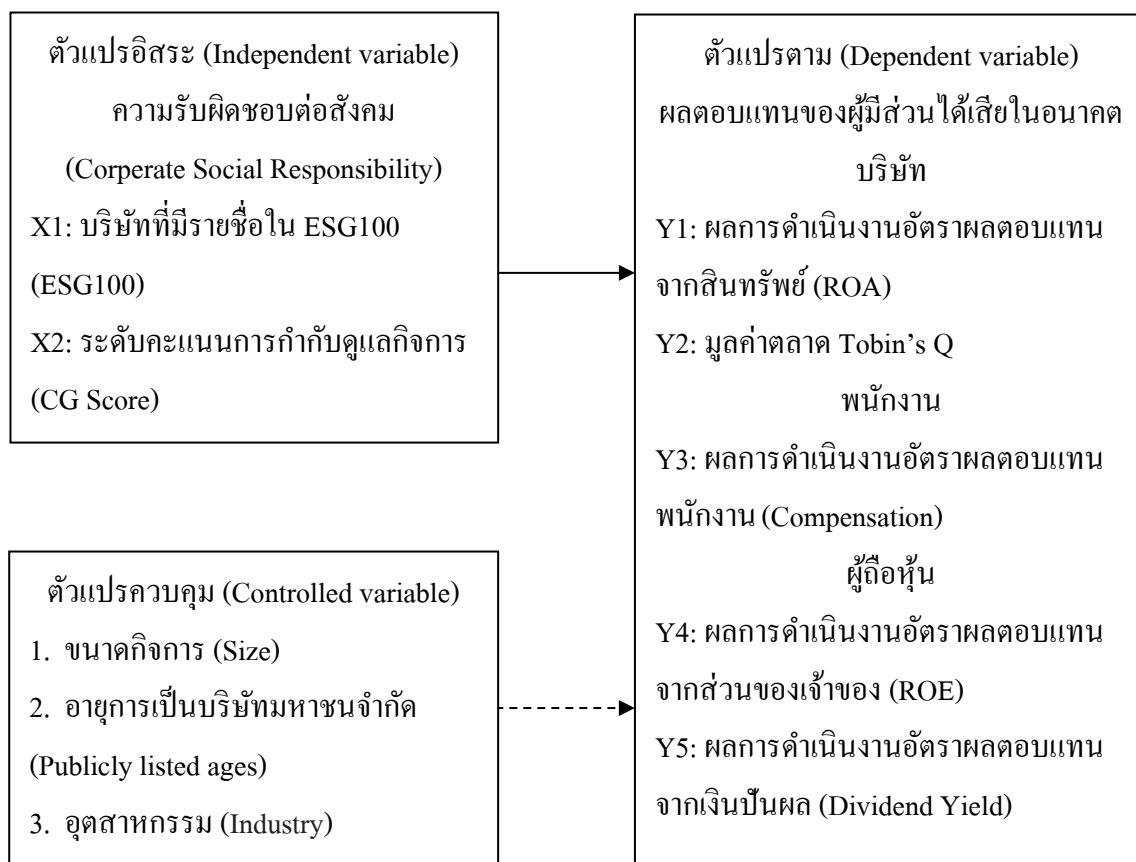 ตัวแปรอิสระ (Independent variable)
ความรับผิดชอบต่อสังคม
(Corperate Social Responsibility)
X1: บริษัทที่มีรายชื่อใน ESG100
(ESG100)
X2: ระดับคะแนนการกำกับดูแลกิจการ
(CG Score)
ตัวแปรควบคุม (Controlled variable)
1. ขนาดกิจการ (Size)
2. อายุการเป็นบริษัทมหาชนจำกัด
(Publicly listed ages)
3. อุตสาหกรรม (Industry)
ตัวแปรตาม (Dependent variable)
ผลตอบแทนของผู้มีส่วนได้เสียในอนาคต
บริษัท
Y1: ผลการดำเนินงานอัตราผลตอบแทน
จากสินทรัพย์ (ROA)
Y2: มูลค่าตลาด Tobin’s Q
พนักงาน
Y3: ผลการดำเนินงานอัตราผลตอบแทน
พนักงาน (Compensation)
ผู้ถือหุ้น
Y4: ผลการดำเนินงานอัตราผลตอบแทน
จากส่วนของเจ้าของ (ROE)
Y5: ผลการดำเนินงานอัตราผลตอบแทน
จากเงินปันผล (Dividend Yield)